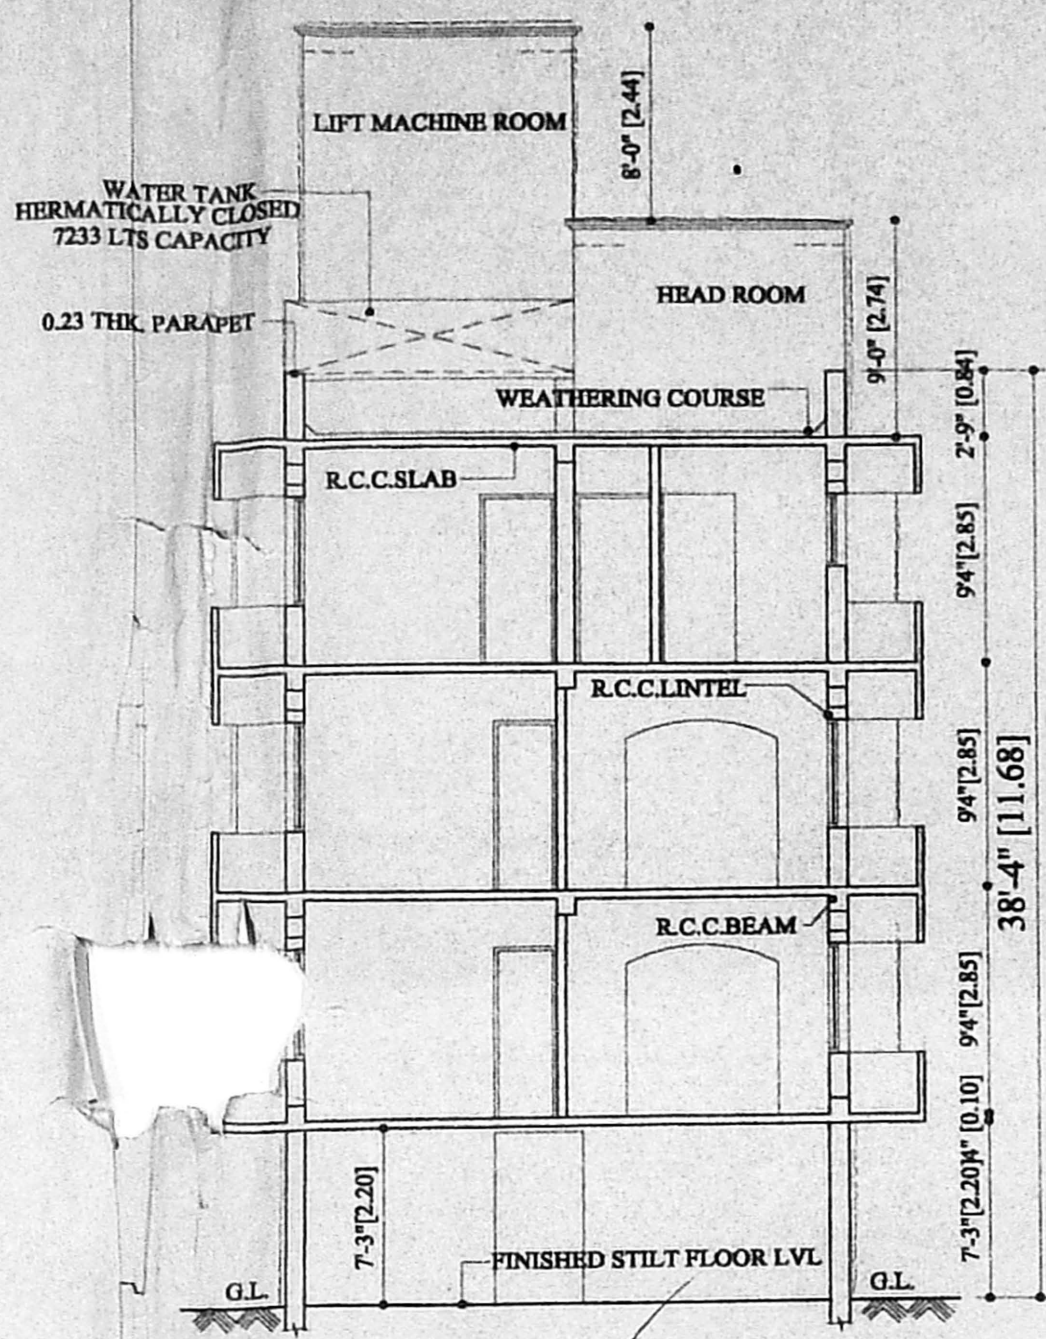 LIFT MACHINE ROOM
8'-0" [2.44]
WATER TANK
HERMATICALLY CLOSED
7233 LTS CAPACITY
HEAD ROOM
0.23 THK. PARAPET
9'-0" [2.74]
WEATHERING COURSE
2'-9" [0.84]
R.C.C.SLAB
9'4"[2.85]
R.C.C.LINTEL
9'4"[2.85]
38'-4" [11.68]
R.C.C.BEAM
9'4"[2.85]
4" [0.10]
7'-3"[2.20]
7'-3"[2.20]
FINISHED STILT FLOOR LVL
G.L.
G.L.